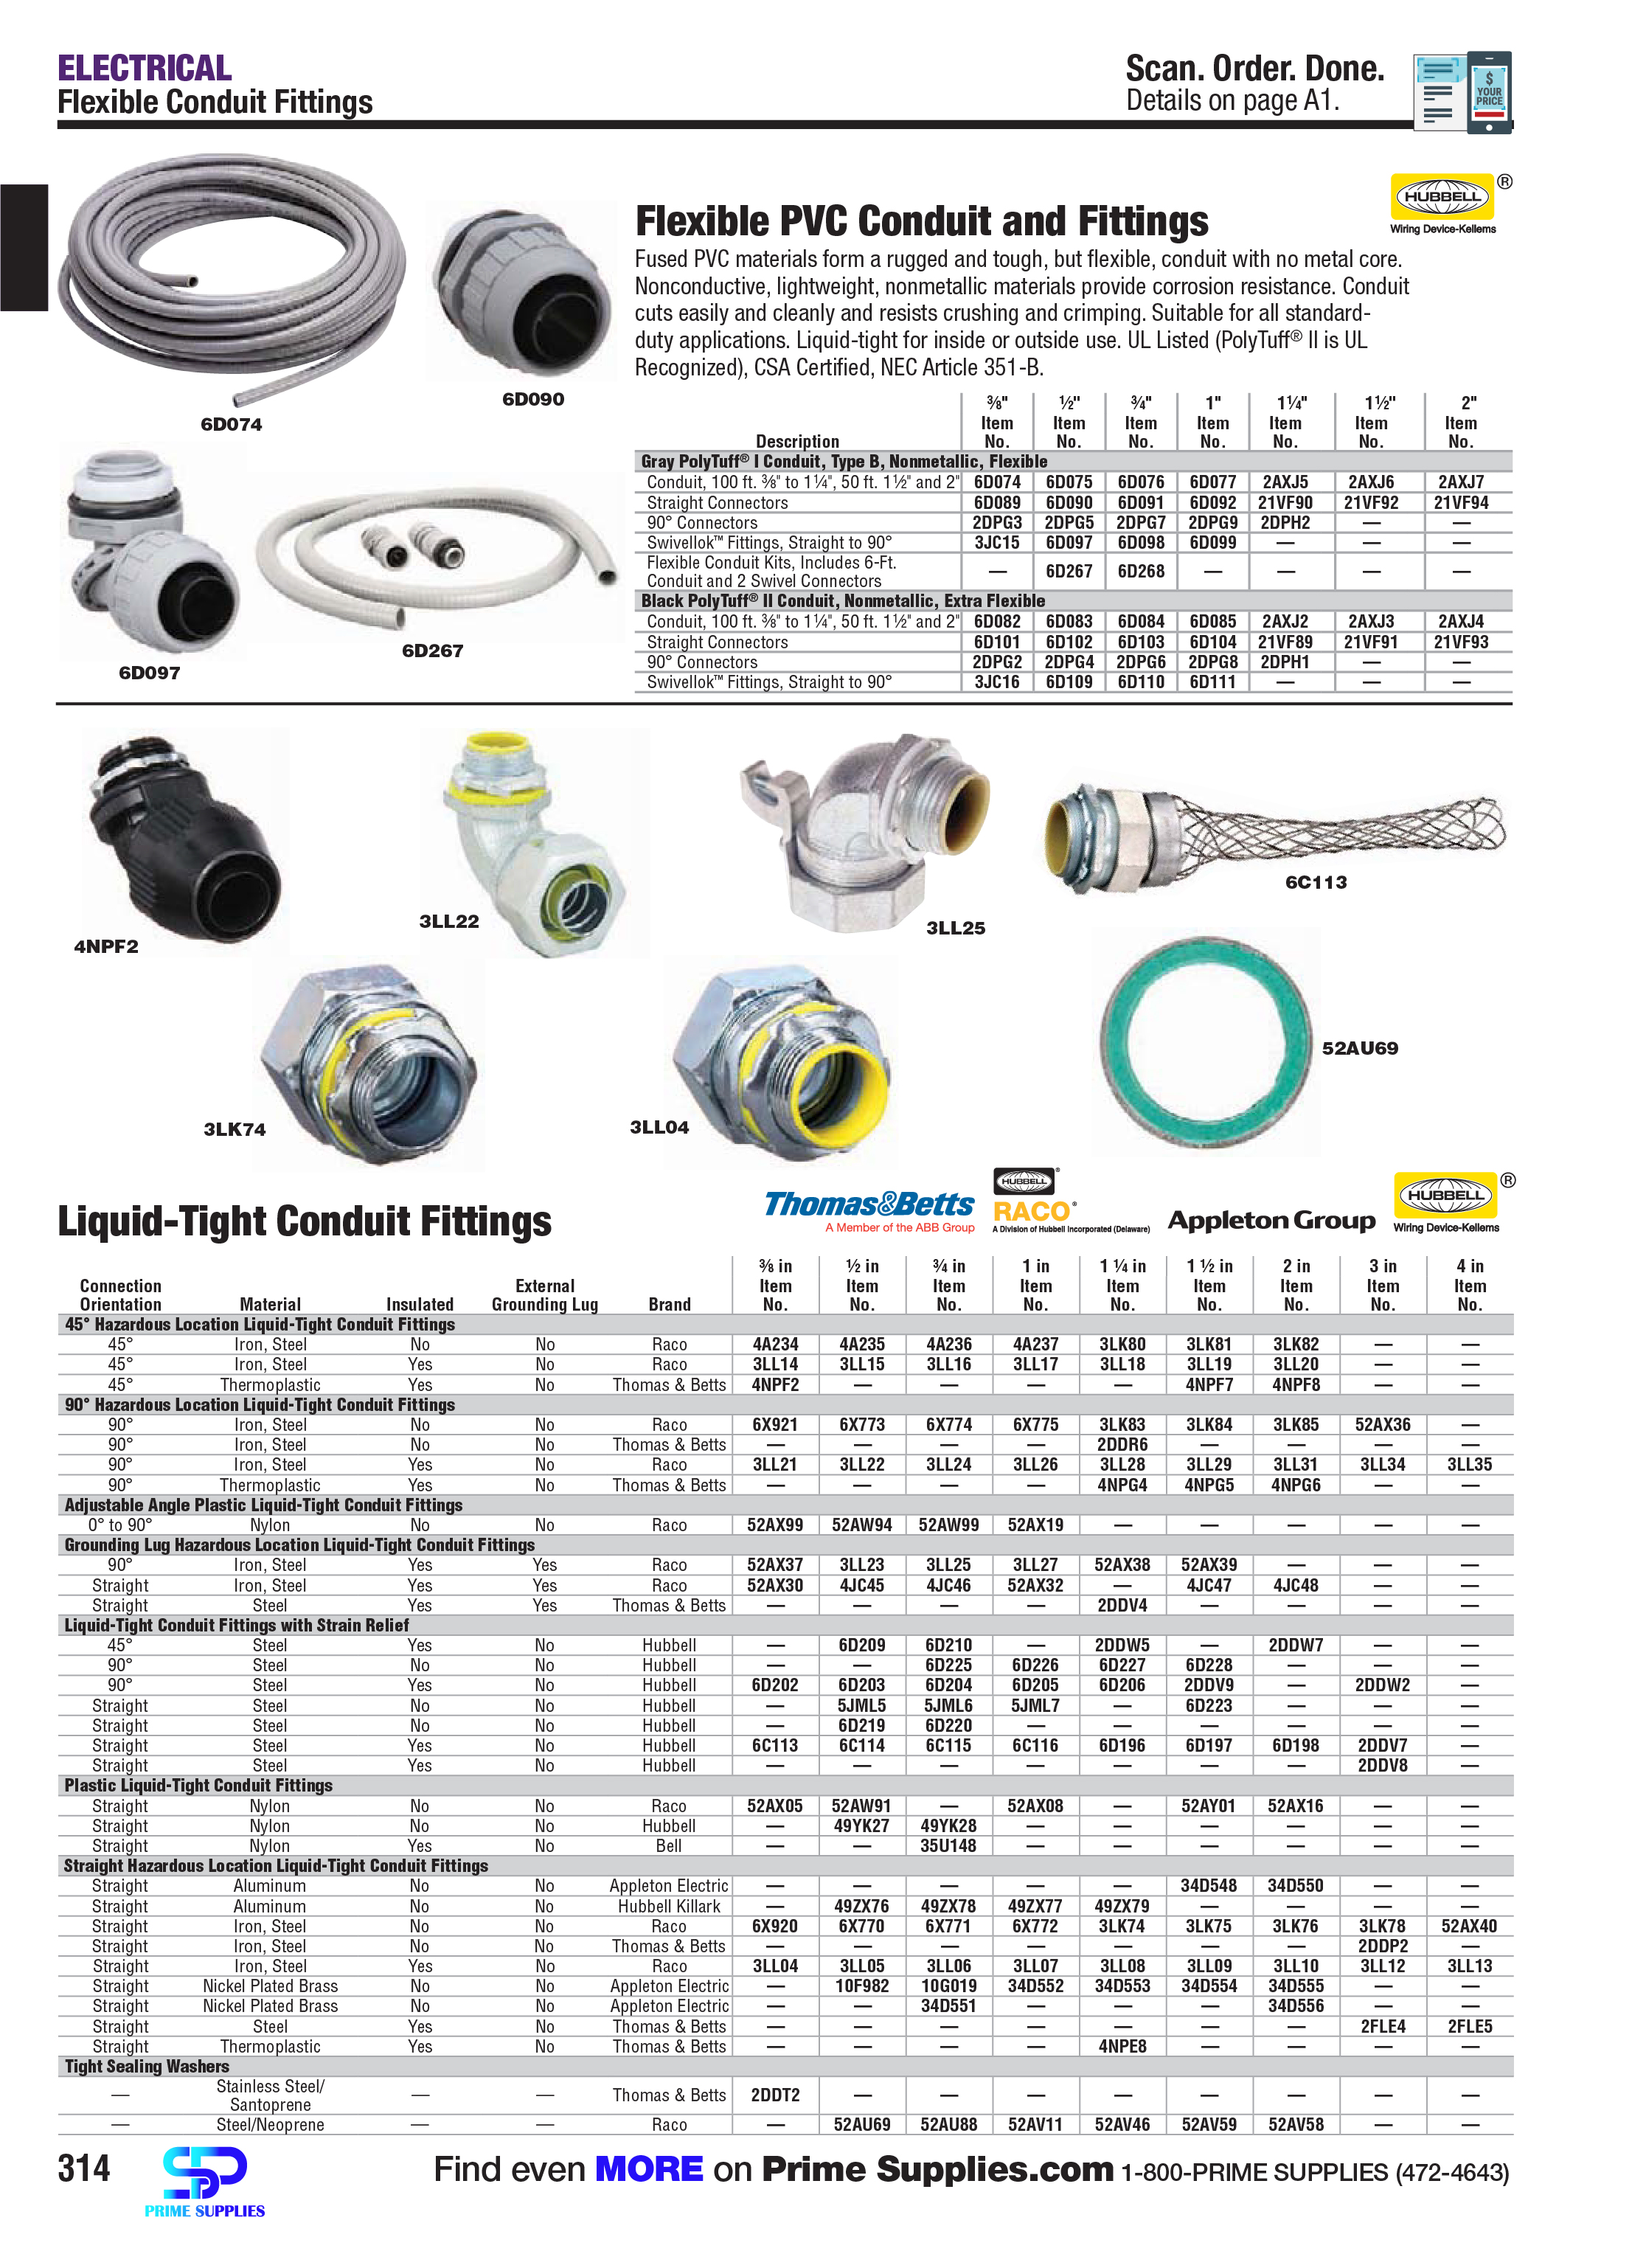 ELECTRICAL
Flexible Conduit Fittings
Scan. Order. Done.
Details on page A1.
$
YOUR
PRICE
HUBBELL ®
Wiring Device-Kellems
Flexible PVC Conduit and Fittings
Fused PVC materials form a rugged and tough, but flexible, conduit with no metal core.
Nonconductive, lightweight, nonmetallic materials provide corrosion resistance. Conduit
cuts easily and cleanly and resists crushing and crimping. Suitable for all standard-
duty applications. Liquid-tight for inside or outside use. UL Listed (PolyTuff® II is UL
Recognized), CSA Certified, NEC Article 351-B.
6D074
6D090
6D097
6D267
⅜" ½" ¾" 1" 1¼" 1½" 2"
Item Item Item Item Item Item Item
Description No. No. No. No. No. No. No.
Gray PolyTuff® I Conduit, Type B, Nonmetallic, Flexible
Conduit, 100 ft. ⅜" to 1¼", 50 ft. 1½" and 2" 6D074 6D075 6D076 6D077 2AXJ5 2AXJ6 2AXJ7
Straight Connectors 6D089 6D090 6D091 6D092 21VF90 21VF92 21VF94
90° Connectors 2DPG3 2DPG5 2DPG7 2DPG9 2DPH2 — —
Swivellok™ Fittings, Straight to 90° 3JC15 6D097 6D098 6D099 — — —
Flexible Conduit Kits, Includes 6-Ft.
Conduit and 2 Swivel Connectors — 6D267 6D268 — — — —
Black PolyTuff® II Conduit, Nonmetallic, Extra Flexible
Conduit, 100 ft. ⅜" to 1¼", 50 ft. 1½" and 2" 6D082 6D083 6D084 6D085 2AXJ2 2AXJ3 2AXJ4
Straight Connectors 6D101 6D102 6D103 6D104 21VF89 21VF91 21VF93
90° Connectors 2DPG2 2DPG4 2DPG6 2DPG8 2DPH1 — —
Swivellok™ Fittings, Straight to 90° 3JC16 6D109 6D110 6D111 — — —
4NPF2
3LL22
3LL25
6C113
3LK74
3LL04
52AU69
Liquid-Tight Conduit Fittings
Thomas&Betts
A Member of the ABB Group
HUBBELL ®
RACO®
A Division of Hubbell Incorporated (Delaware)
Appleton Group
HUBBELL ®
Wiring Device-Kellems
⅜ in ½ in ¾ in 1 in 1 ¼ in 1 ½ in 2 in 3 in 4 in
Connection External Item Item Item Item Item Item Item Item Item
Orientation Material Insulated Grounding Lug Brand No. No. No. No. No. No. No. No. No.
45° Hazardous Location Liquid-Tight Conduit Fittings
45° Iron, Steel No No Raco 4A234 4A235 4A236 4A237 3LK80 3LK81 3LK82 — —
45° Iron, Steel Yes No Raco 3LL14 3LL15 3LL16 3LL17 3LL18 3LL19 3LL20 — —
45° Thermoplastic Yes No Thomas & Betts 4NPF2 — — — — 4NPF7 4NPF8 — —
90° Hazardous Location Liquid-Tight Conduit Fittings
90° Iron, Steel No No Raco 6X921 6X773 6X774 6X775 3LK83 3LK84 3LK85 52AX36 —
90° Iron, Steel No No Thomas & Betts — — — — 2DDR6 — — — —
90° Iron, Steel Yes No Raco 3LL21 3LL22 3LL24 3LL26 3LL28 3LL29 3LL31 3LL34 3LL35
90° Thermoplastic Yes No Thomas & Betts — — — — 4NPG4 4NPG5 4NPG6 — —
Adjustable Angle Plastic Liquid-Tight Conduit Fittings
0° to 90° Nylon No No Raco 52AX99 52AW94 52AW99 52AX19 — — — — —
Grounding Lug Hazardous Location Liquid-Tight Conduit Fittings
90° Iron, Steel Yes Yes Raco 52AX37 3LL23 3LL25 3LL27 52AX38 52AX39 — — —
Straight Iron, Steel Yes Yes Raco 52AX30 4JC45 4JC46 52AX32 — 4JC47 4JC48 — —
Straight Steel Yes Yes Thomas & Betts — — — — 2DDV4 — — — —
Liquid-Tight Conduit Fittings with Strain Relief
45° Steel Yes No Hubbell — 6D209 6D210 — 2DDW5 — 2DDW7 — —
90° Steel No No Hubbell — — 6D225 6D226 6D227 6D228 — — —
90° Steel Yes No Hubbell 6D202 6D203 6D204 6D205 6D206 2DDV9 — 2DDW2 —
Straight Steel No No Hubbell — 5JML5 5JML6 5JML7 — 6D223 — — —
Straight Steel No No Hubbell — 6D219 6D220 — — — — — —
Straight Steel Yes No Hubbell 6C113 6C114 6C115 6C116 6D196 6D197 6D198 2DDV7 —
Straight Steel Yes No Hubbell — — — — — — — 2DDV8 —
Plastic Liquid-Tight Conduit Fittings
Straight Nylon No No Raco 52AX05 52AW91 — 52AX08 — 52AY01 52AX16 — —
Straight Nylon No No Hubbell — 49YK27 49YK28 — — — — — —
Straight Nylon Yes No Bell — — 35U148 — — — — — —
Straight Hazardous Location Liquid-Tight Conduit Fittings
Straight Aluminum No No Appleton Electric — — — — — 34D548 34D550 — —
Straight Aluminum No No Hubbell Killark — 49ZX76 49ZX78 49ZX77 49ZX79 — — — —
Straight Iron, Steel No No Raco 6X920 6X770 6X771 6X772 3LK74 3LK75 3LK76 3LK78 52AX40
Straight Iron, Steel No No Thomas & Betts — — — — — — — 2DDP2 —
Straight Iron, Steel Yes No Raco 3LL04 3LL05 3LL06 3LL07 3LL08 3LL09 3LL10 3LL12 3LL13
Straight Nickel Plated Brass No No Appleton Electric — 10F982 10G019 34D552 34D553 34D554 34D555 — —
Straight Nickel Plated Brass No No Appleton Electric — — 34D551 — — — 34D556 — —
Straight Steel Yes No Thomas & Betts — — — — — — — 2FLE4 2FLE5
Straight Thermoplastic Yes No Thomas & Betts — — — — 4NPE8 — — — —
Tight Sealing Washers
— Stainless Steel/
Santoprene — — Thomas & Betts 2DDT2 — — — — — — — —
— Steel/Neoprene — — Raco — 52AU69 52AU88 52AV11 52AV46 52AV59 52AV58 — —
314
PRIME SUPPLIES
Find even MORE on Prime Supplies.com 1-800-PRIME SUPPLIES (472-4643)